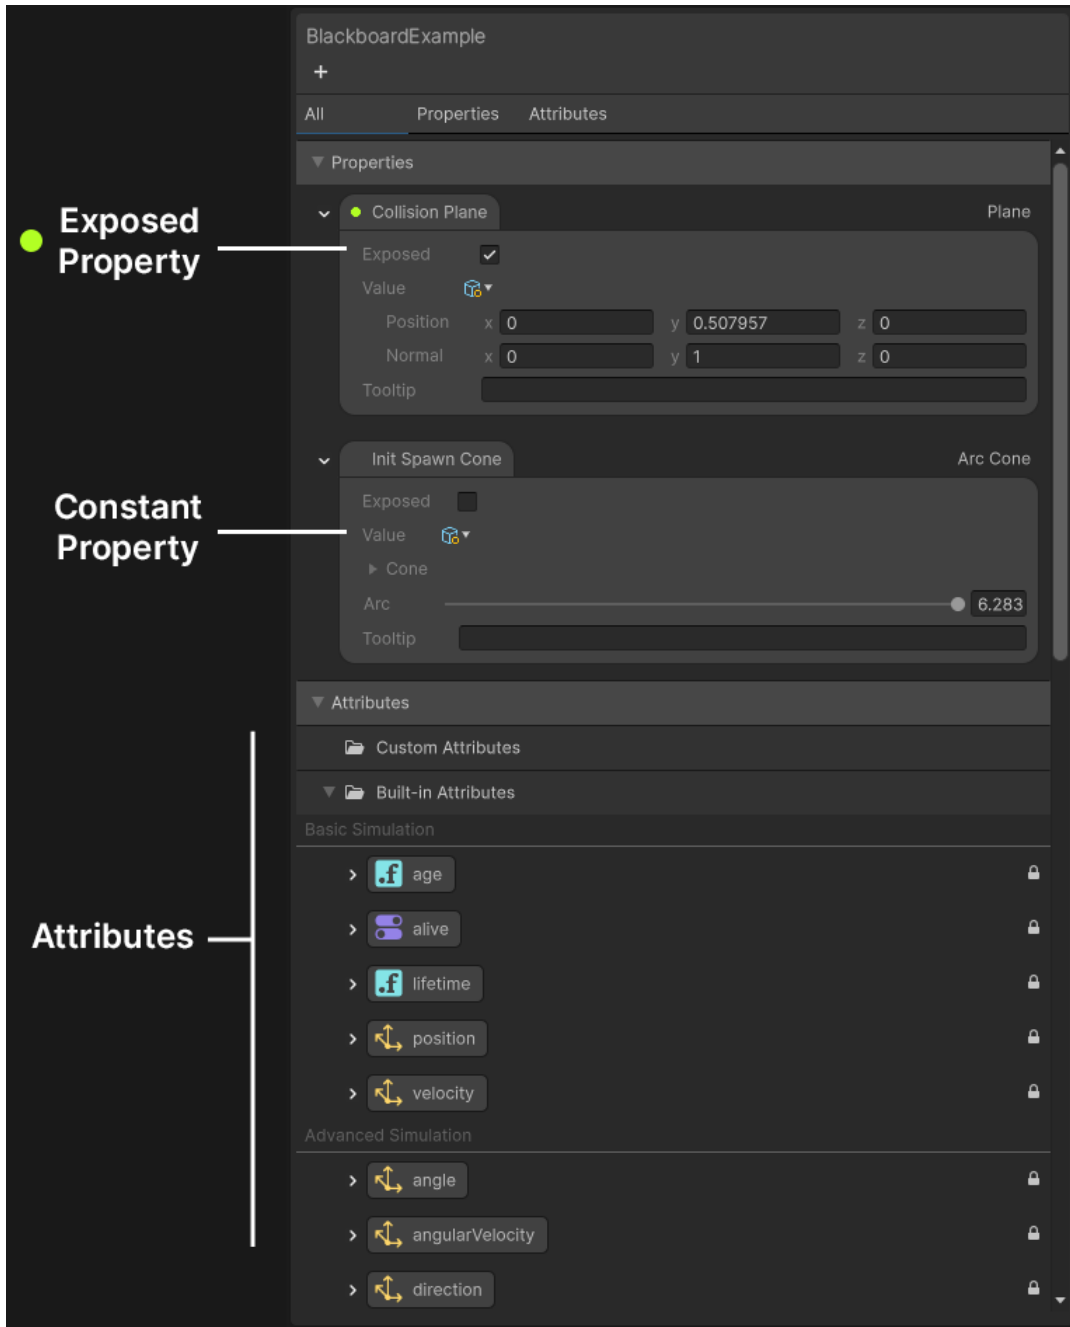 BlackboardExample
+
All Properties Attributes
Properties
Exposed
Property
Collision Plane Plane
Exposed
Value
Position x 0 y 0.507957 z 0
Normal x 0 y 1 z 0
Tooltip
Init Spawn Cone Arc Cone
Constant
Property
Exposed
Value
Cone
Arc 6.283
Tooltip
Attributes
Custom Attributes
Built-in Attributes
Basic Simulation
Attributes
.f age
alive
.f lifetime
position
velocity
Advanced Simulation
angle
angularVelocity
direction